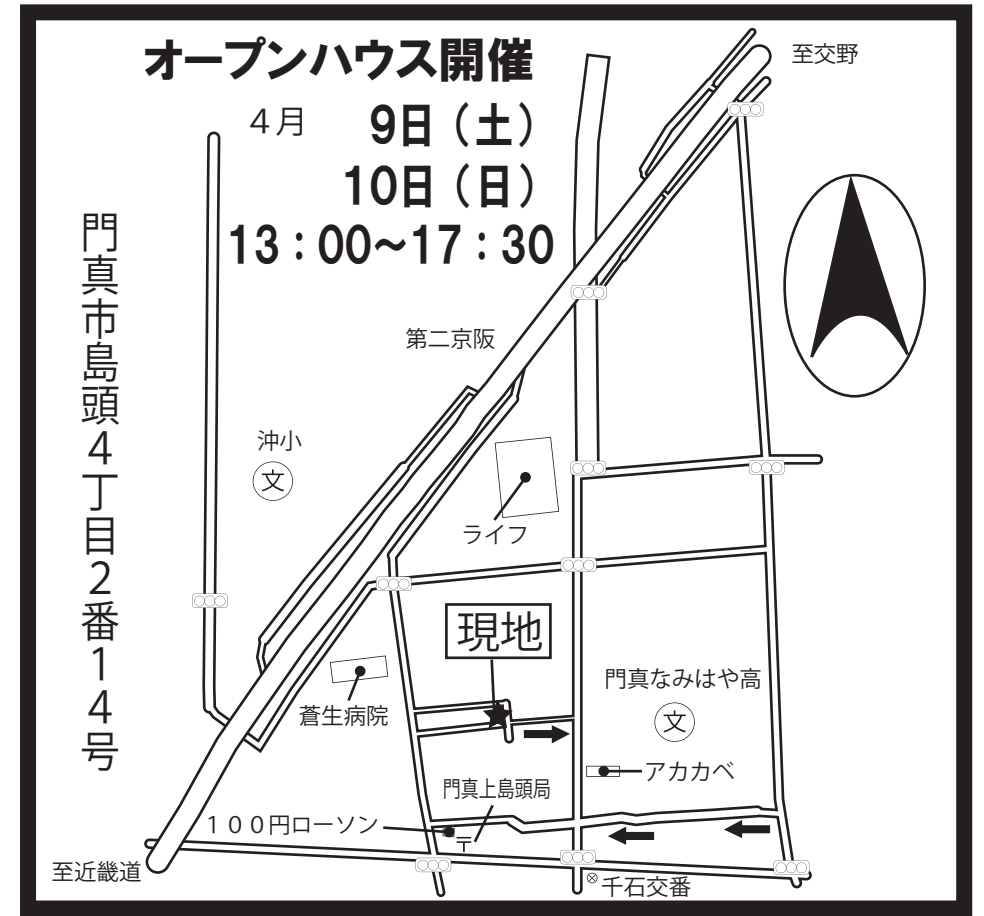 オープンハウス開催
4月 9日（土）
10日（日）
13：00～17：30
至交野
門真市島頭4丁目2番14号
第二京阪
沖小
文
ライフ
現地
蒼生病院
門真なみはや高
文
アカカベ
門真上島頭局
〒
100円ローソン
至近畿道
千石交番